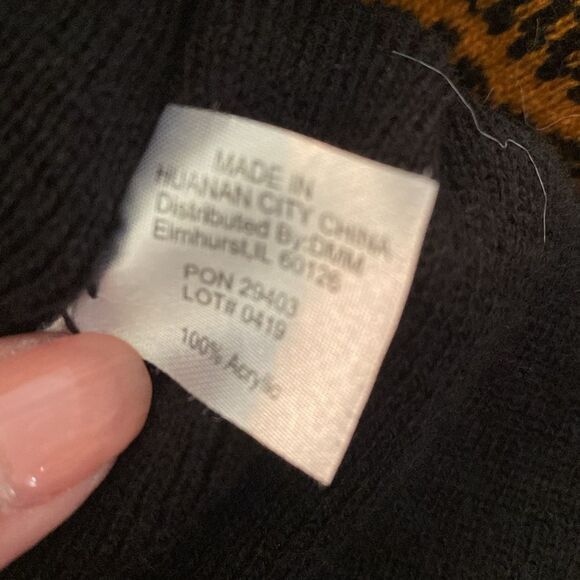 MADE IN
HUANAN CITY CHINA
Distributed By:DMM
Elmhurst,IL 60126
PON 29403
LOT# 0419
100% Acrylic